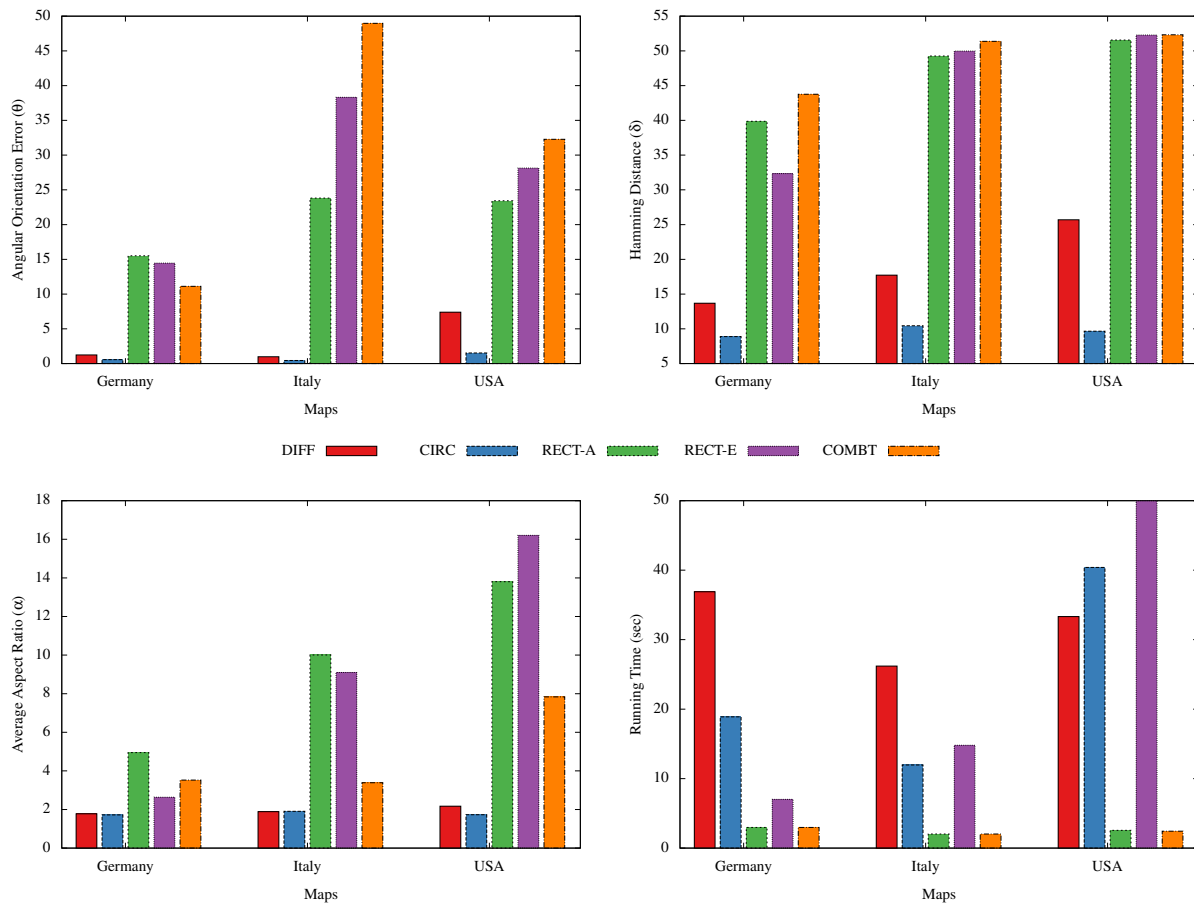 50
45
40
35
30
25
20
15
10
5
0
Angular Orientation Error (θ)
Germany Italy USA
Maps
55
50
45
40
35
30
25
20
15
10
5
Hamming Distance (δ)
Germany Italy USA
Maps
DIFF CIRC RECT-A RECT-E COMBT
18
16
14
12
10
8
6
4
2
0
Average Aspect Ratio (α)
Germany Italy USA
Maps
50
40
30
20
10
0
Running Time (sec)
Germany Italy USA
Maps